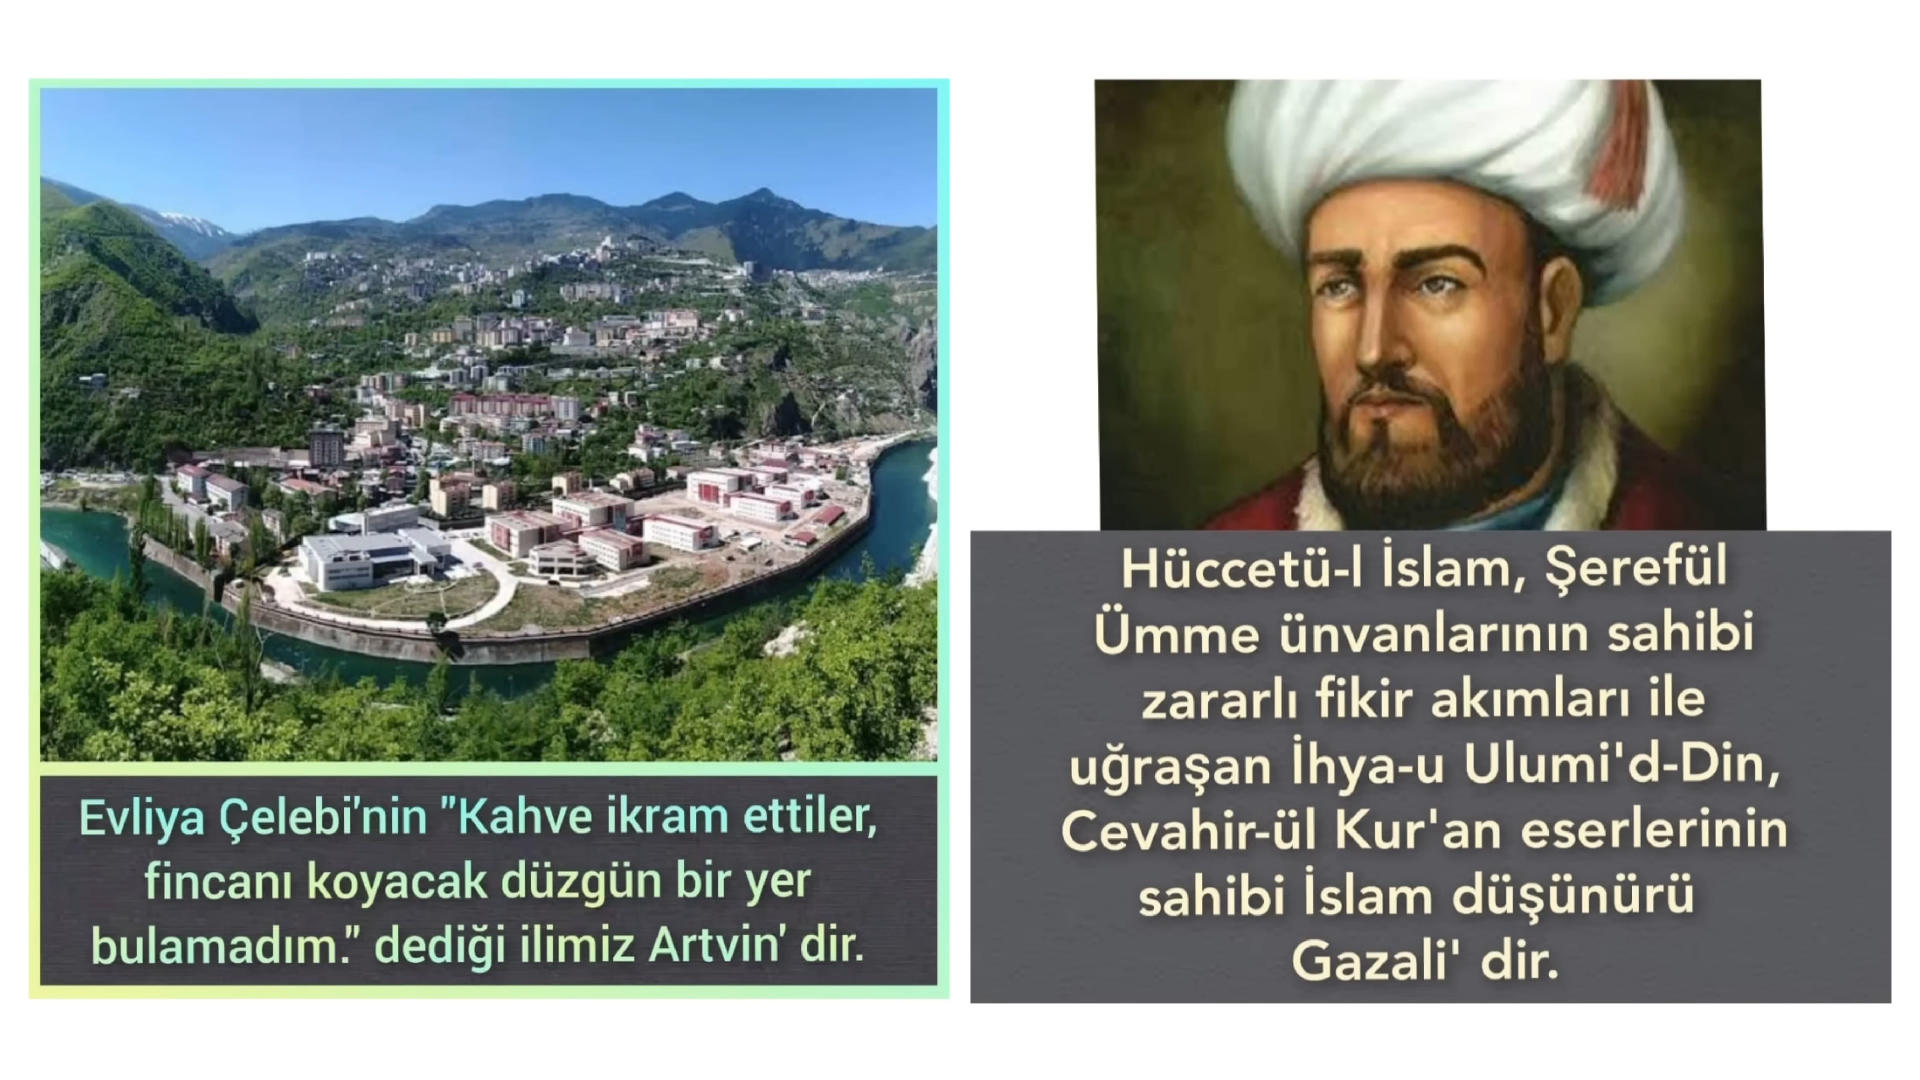 Evliya Çelebi'nin "Kahve ikram ettiler,
fincanı koyacak düzgün bir yer
bulamadım." dediği ilimiz Artvin' dir.
Hüccetü-l İslam, Şerefül
Ümme ünvanlarının sahibi
zararlı fikir akımları ile
uğraşan İhya-u Ulumi'd-Din,
Cevahir-ül Kur'an eserlerinin
sahibi İslam düşünürü
Gazali' dir.